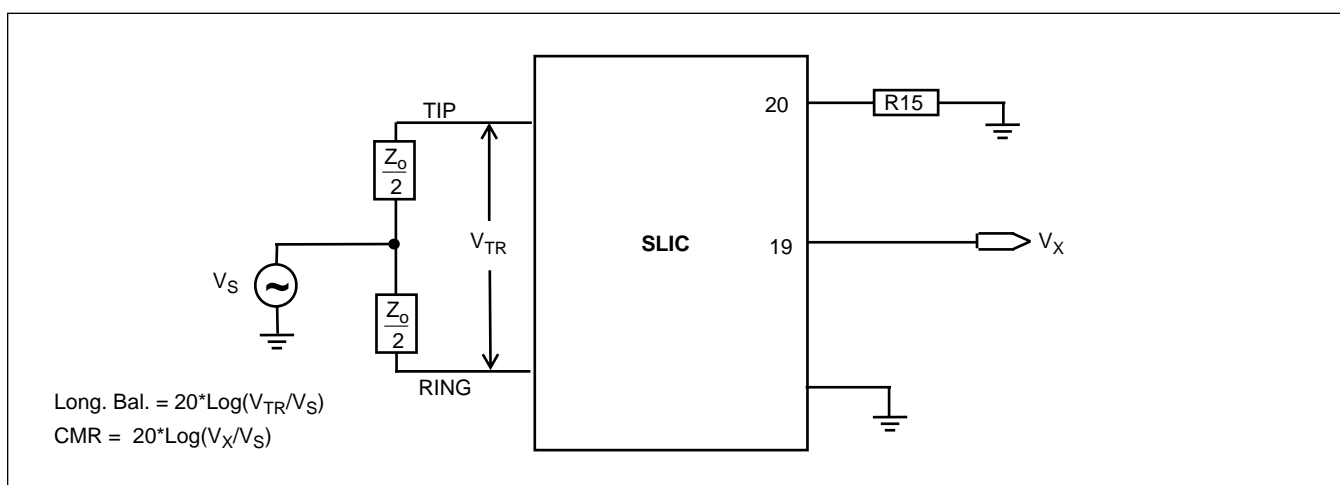 TIP
20
R15
Zo
2
VTR
SLIC
19
VX
VS
~
Zo
2
RING
Long. Bal. = 20*Log(VTR/VS)
CMR = 20*Log(VX/VS)